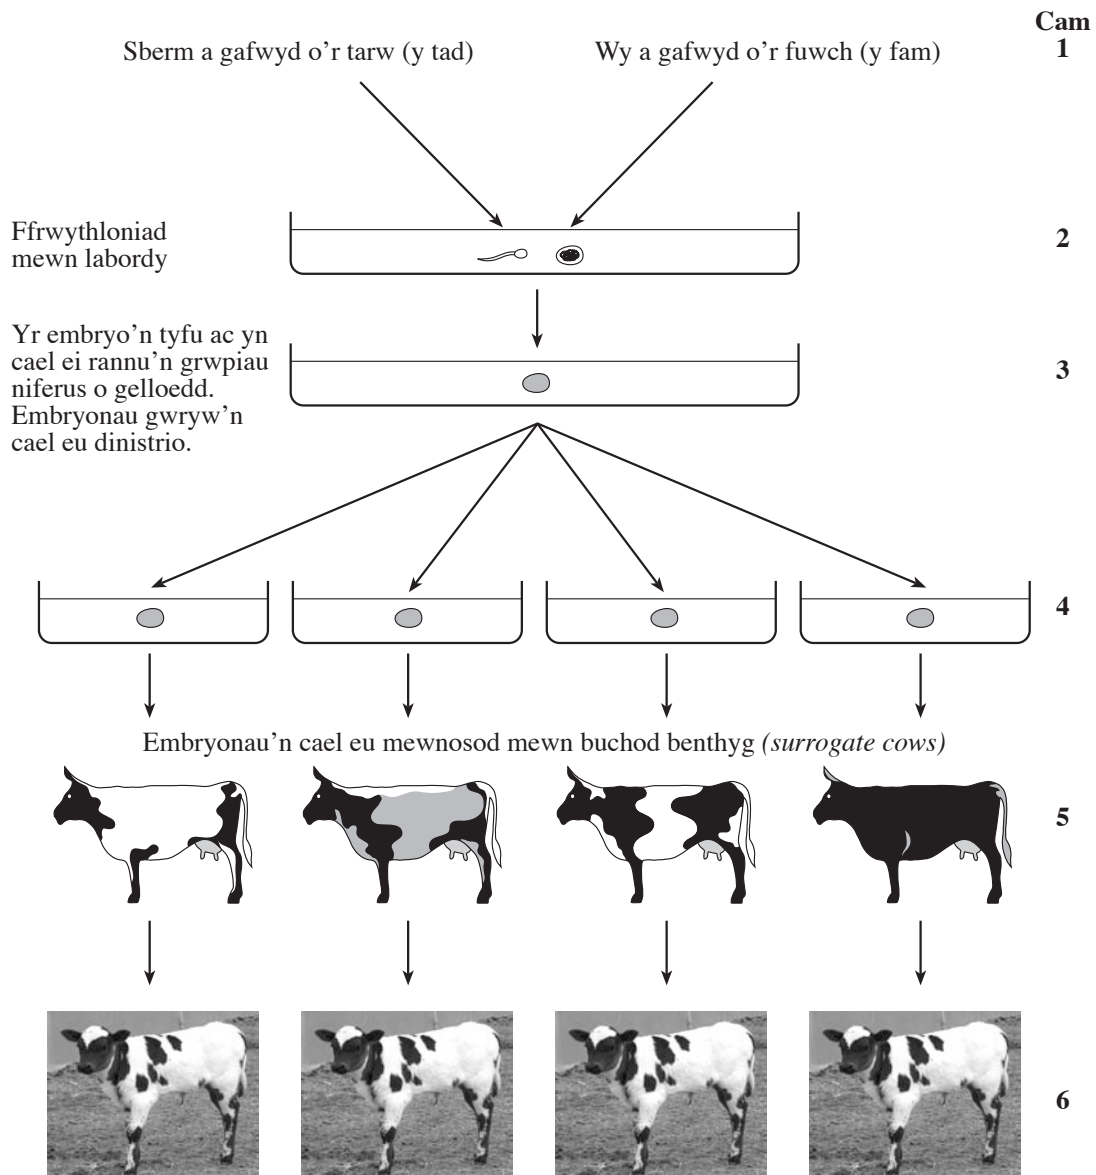 Cam
Sberm a gafwyd o’r tarw (y tad)
Wy a gafwyd o’r fuwch (y fam)
1
Ffrwythloniad
mewn labordy
2
Yr embryo’n tyfu ac yn
cael ei rannu’n grwpiau
niferus o gelloedd.
Embryonau gwryw’n
cael eu dinistrio.
3
4
Embryonau’n cael eu mewnosod mewn buchod benthyg (surrogate cows)
5
6